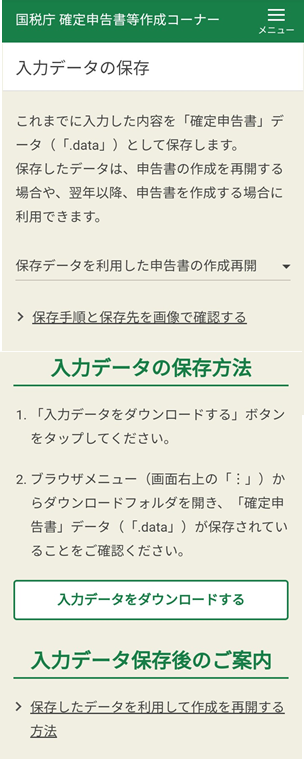 国税庁 確定申告書等作成コーナー
メニュー
入力データの保存
これまでに入力した内容を「確定申告書」デ
ータ（「.data」）として保存します。
保存したデータは、申告書の作成を再開する
場合や、翌年以降、申告書を作成する場合に
利用できます。
保存データを利用した申告書の作成再開
保存手順と保存先を画像で確認する
入力データの保存方法
1. 「入力データをダウンロードする」ボタン
をタップしてください。
2. ブラウザメニュー（画面右上の「︙」）か
らダウンロードフォルダを開き、「確定申
告書」データ（「.data」）が保存されてい
ることをご確認ください。
入力データをダウンロードする
入力データ保存後のご案内
保存したデータを利用して作成を再開する
方法